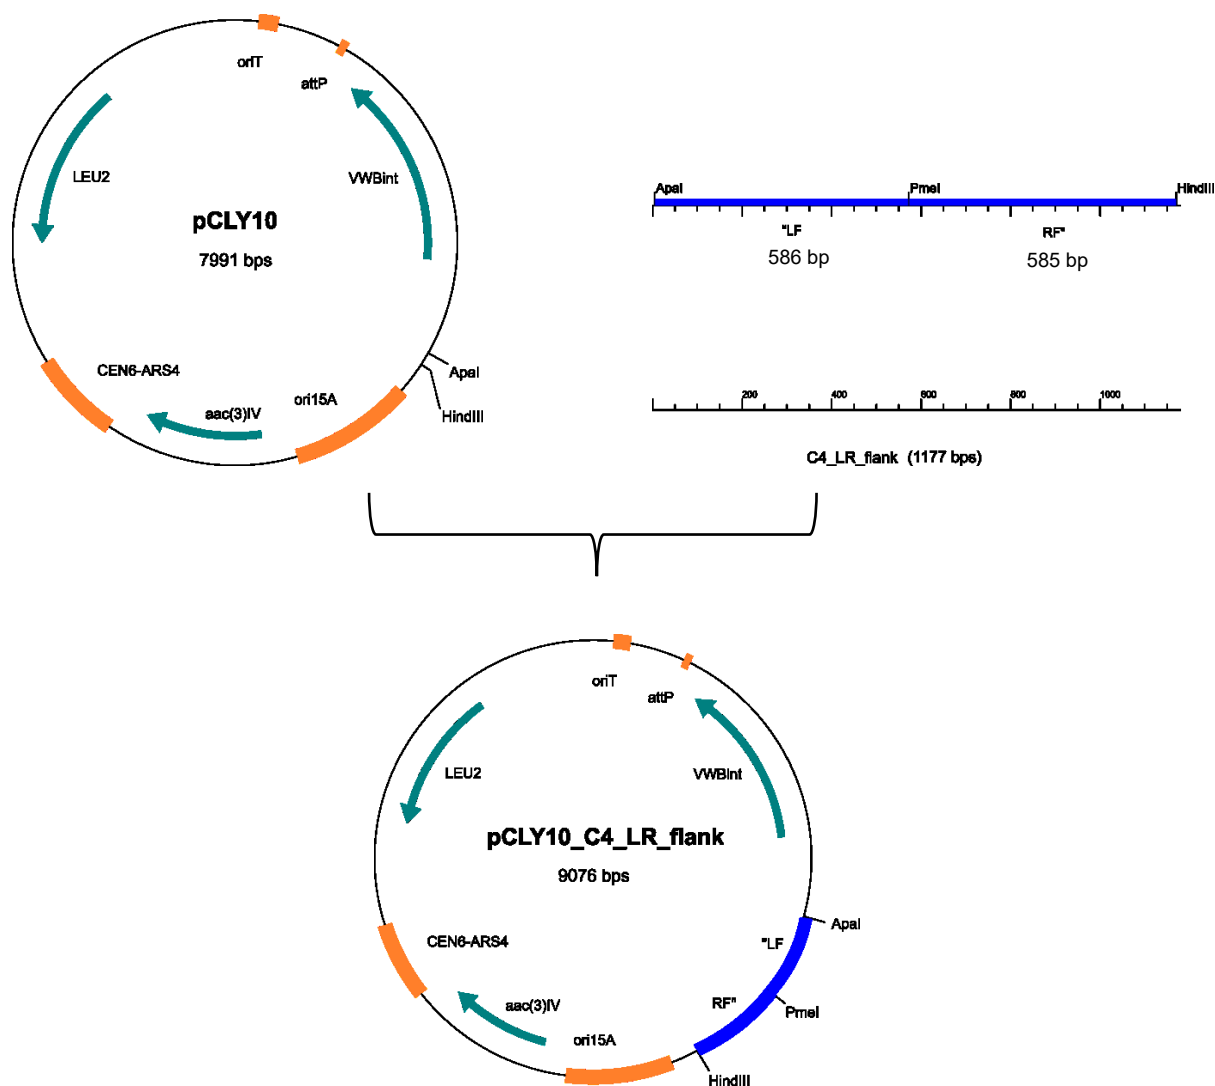 oriT
attP
LEU2
VWBint
pCLY10
7991 bps
CEN6-ARS4
aac(3)IV
ori15A
ApaI
HindIII
ApaI
PmeI
HindIII
"LF
RF"
586 bp
585 bp
200
400
600
800
1000
C4_LR_flank (1177 bps)
oriT
attP
LEU2
VWBint
pCLY10_C4_LR_flank
9076 bps
CEN6-ARS4
aac(3)IV
ori15A
"LF
RF"
ApaI
PmeI
HindIII